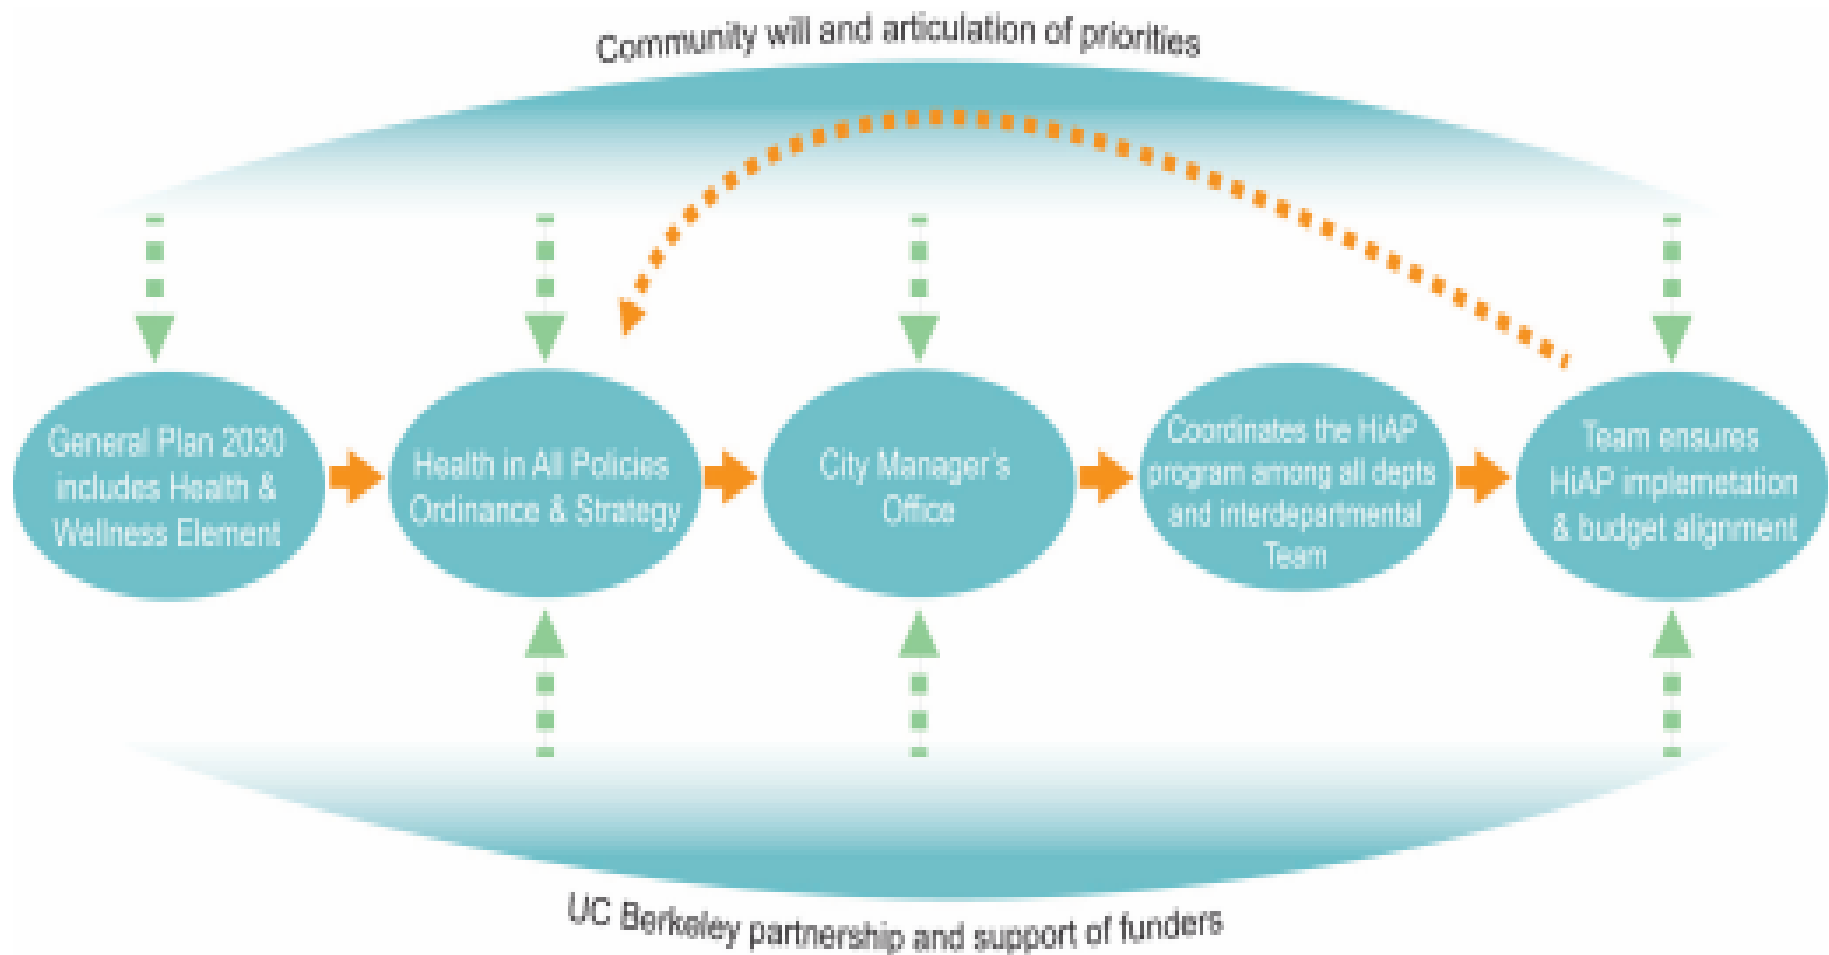 Community will and articulation of priorities
General Plan 2030
includes Health &
Wellness Element
Health in All Policies
Ordinance & Strategy
City Manager's
Office
Coordinates the HiAP
program among all depts
and interdepartmental
Team
Team ensures
HiAP implemetation
& budget alignment
UC Berkeley partnership and support of funders